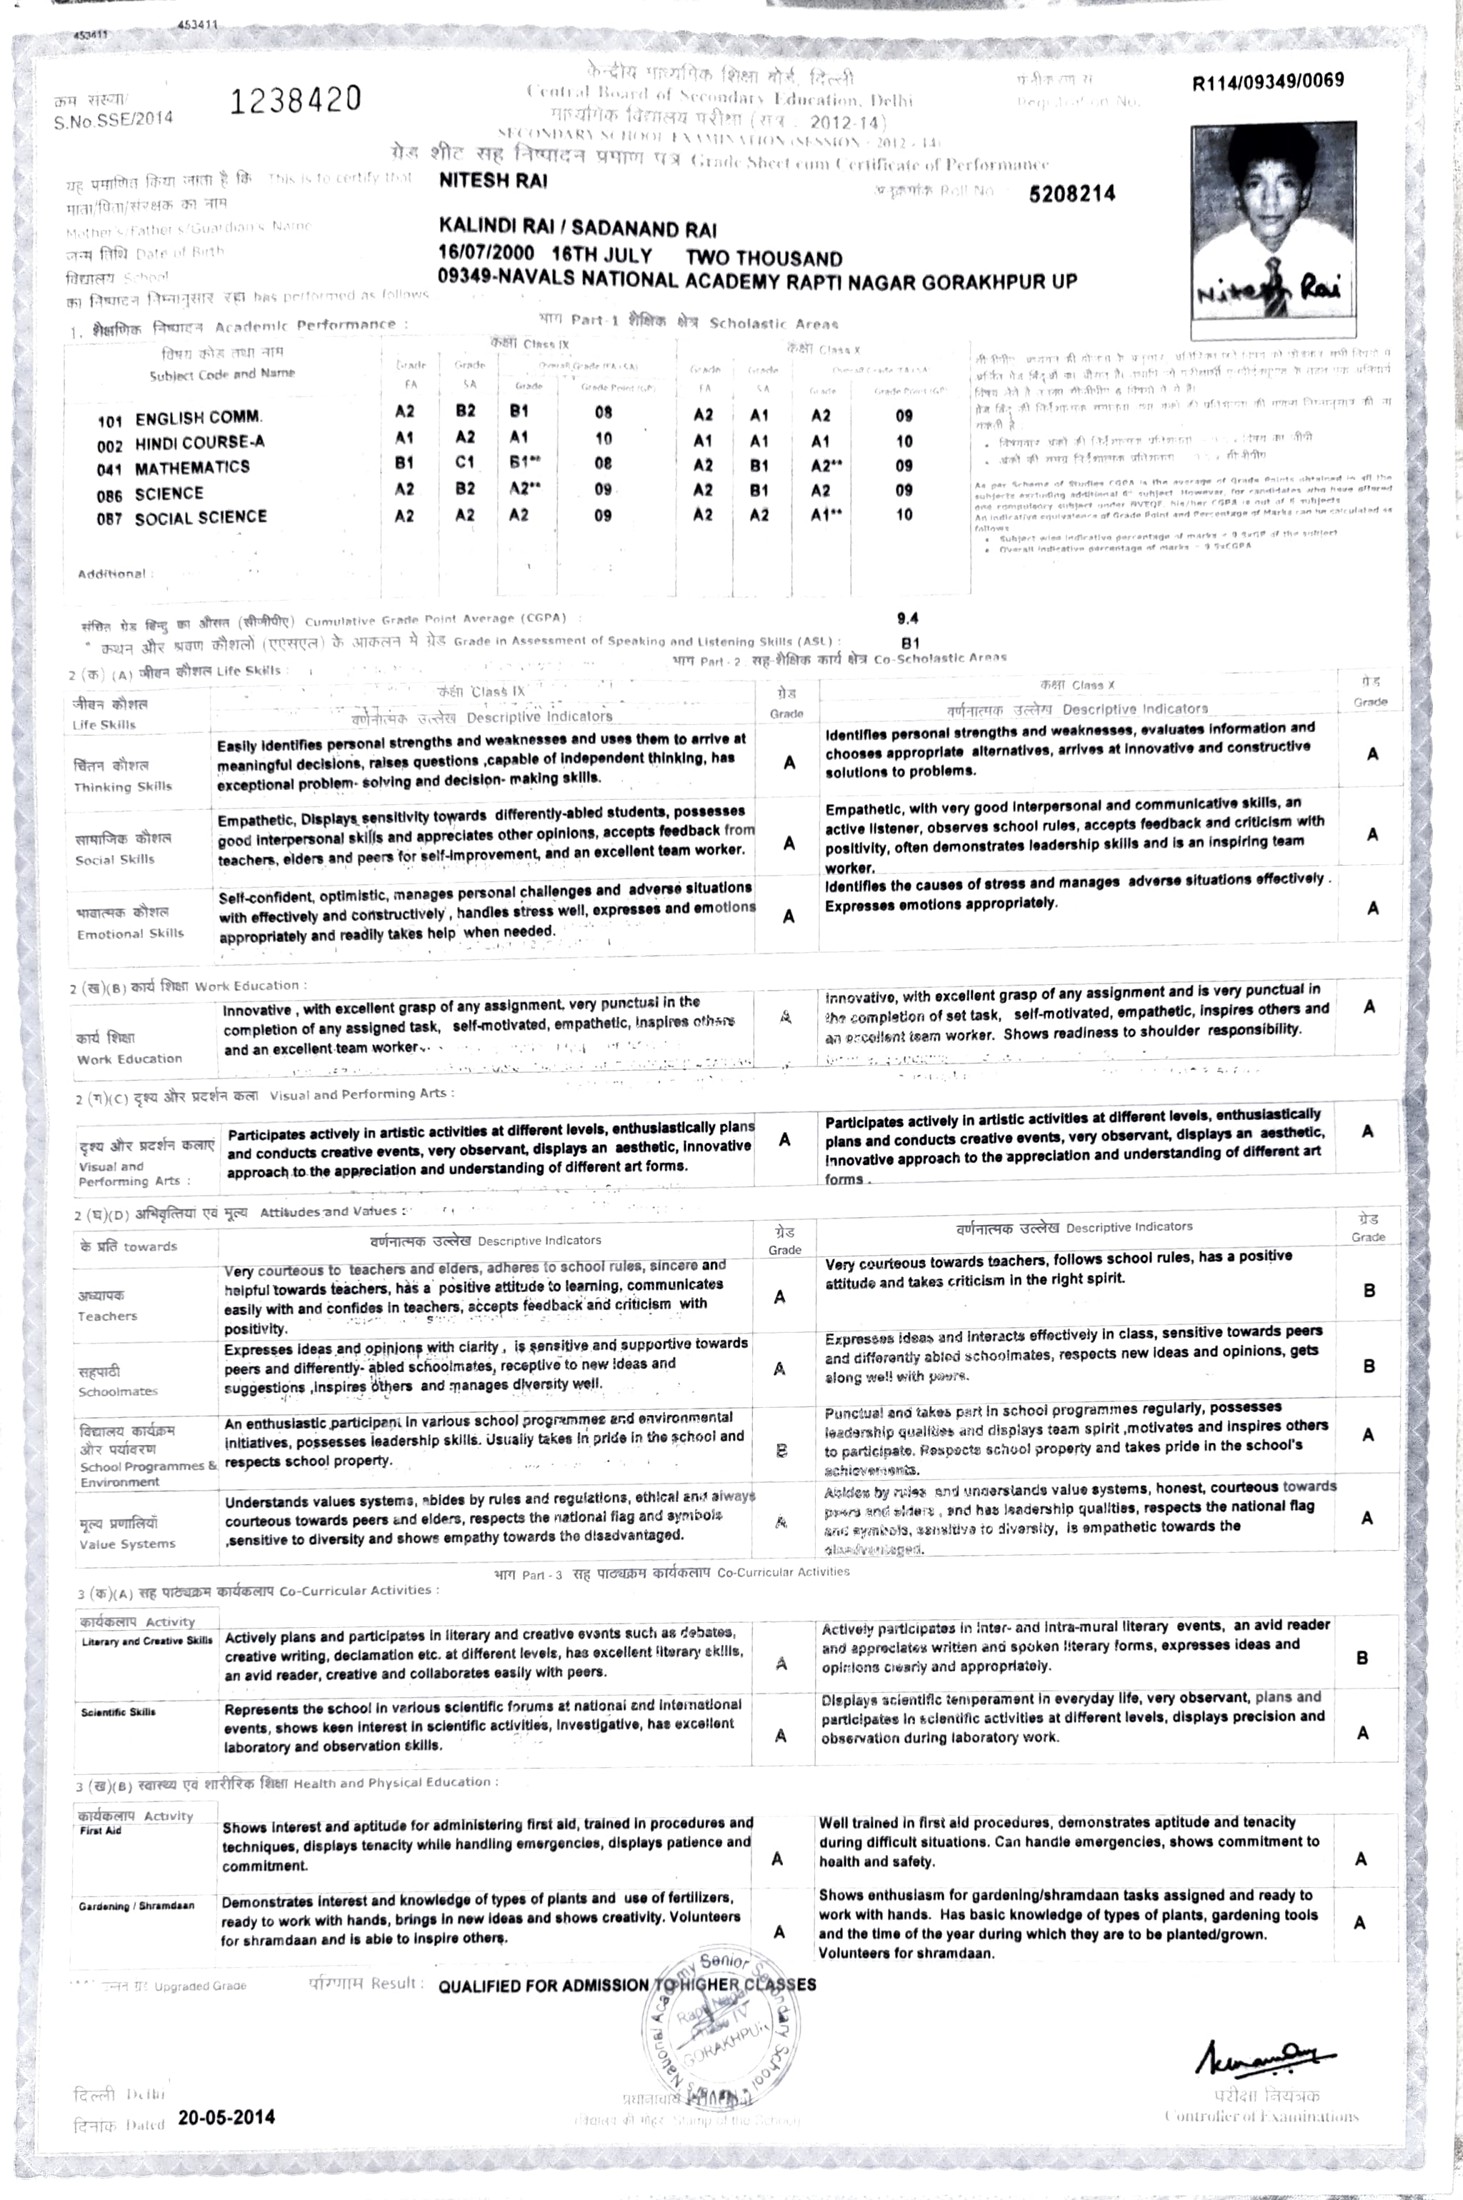 453411
453411
केन्द्रीय माध्यमिक शिक्षा बोर्ड, दिल्ली
Central Board of Secondary Education, Delhi
माध्यमिक विद्यालय परीक्षा (सत्र . 2012-14)
SECONDARY SCHOOL EXAMINATION (SESSION - 2012 - 14)
ग्रेड शीट सह निष्पादन प्रमाण पत्र Grade Sheet cum Certificate of Performance
क्रम संख्या/
S.No.SSE/2014 1238420
Registration No. R114/09349/0069
यह प्रमाणित किया जाता है कि This is to certify that NITESH RAI
अनुक्रमांक Roll No 5208214
माता/पिता/संरक्षक का नाम
Mother's/Father's/Guardian's Name KALINDI RAI / SADANAND RAI
जन्म तिथि Date of Birth 16/07/2000 16TH JULY TWO THOUSAND
विद्यालय School 09349-NAVALS NATIONAL ACADEMY RAPTI NAGAR GORAKHPUR UP
का निष्पादन निम्नानुसार रहा has performed as follows
Nitesh Rai
1. शैक्षणिक निष्पादन Academic Performance :
भाग Part-1 शैक्षिक क्षेत्र Scholastic Areas
विषय कोड तथा नाम
Subject Code and Name
कक्षा Class IX
कक्षा Class X
Grade Grade Overall Grade (FA+SA) Grade Grade
FA SA Grade Grade Point (GP) FA SA Grade Grade Point (GP)
101 ENGLISH COMM. A2 B2 B1 08 A2 A1 A2 09
002 HINDI COURSE-A A1 A2 A1 10 A1 A1 A1 10
041 MATHEMATICS B1 C1 B1** 08 A2 B1 A2** 09
086 SCIENCE A2 B2 A2** 09 A2 B1 A2 09
087 SOCIAL SCIENCE A2 A2 A2 09 A2 A2 A1** 10
Additional :
As per Scheme of Studies CGPA is the average of Grade Points obtained in all the
subjects excluding additional 6th subject. However, for candidates who have offered
one compulsory subject under NVEQF, his/her CGPA is out of 6 subjects
An indicative equivalence of Grade Point and Percentage of Marks can be calculated as
follows
• Subject wise indicative percentage of marks = 9.5xGP of the subject
• Overall indicative percentage of marks = 9.5xCGPA
संचित ग्रेड बिन्दु का औसत (सीजीपीए) Cumulative Grade Point Average (CGPA) : 9.4
* कथन और श्रवण कौशलों (एएसएल) के आकलन मे ग्रेड Grade in Assessment of Speaking and Listening Skills (ASL) : B1
भाग Part - 2 सह-शैक्षिक कार्य क्षेत्र Co-Scholastic Areas
2 (क) (A) जीवन कौशल Life Skills :
जीवन कौशल
Life Skills
कक्षा Class IX
वर्णनात्मक उल्लेख Descriptive Indicators
ग्रेड
Grade
कक्षा Class X
वर्णनात्मक उल्लेख Descriptive Indicators
ग्रेड
Grade
चिंतन कौशल
Thinking Skills
Easily identifies personal strengths and weaknesses and uses them to arrive at
meaningful decisions, raises questions ,capable of independent thinking, has
exceptional problem- solving and decision- making skills.
A
Identifies personal strengths and weaknesses, evaluates information and
chooses appropriate alternatives, arrives at innovative and constructive
solutions to problems.
A
सामाजिक कौशल
Social Skills
Empathetic, Displays sensitivity towards differently-abled students, possesses
good interpersonal skills and appreciates other opinions, accepts feedback from
teachers, elders and peers for self-improvement, and an excellent team worker.
A
Empathetic, with very good interpersonal and communicative skills, an
active listener, observes school rules, accepts feedback and criticism with
positivity, often demonstrates leadership skills and is an inspiring team
worker.
A
भावात्मक कौशल
Emotional Skills
Self-confident, optimistic, manages personal challenges and adverse situations
with effectively and constructively , handles stress well, expresses and emotions
appropriately and readily takes help when needed.
A
Identifies the causes of stress and manages adverse situations effectively .
Expresses emotions appropriately.
A
2 (ख)(B) कार्य शिक्षा Work Education :
कार्य शिक्षा
Work Education
Innovative , with excellent grasp of any assignment, very punctual in the
completion of any assigned task, self-motivated, empathetic, inspires others
and an excellent team worker.
A
Innovative, with excellent grasp of any assignment and is very punctual in
the completion of set task, self-motivated, empathetic, inspires others and
an excellent team worker. Shows readiness to shoulder responsibility.
A
2 (ग)(C) दृश्य और प्रदर्शन कला Visual and Performing Arts :
दृश्य और प्रदर्शन कलाएं
Visual and
Performing Arts :
Participates actively in artistic activities at different levels, enthusiastically plans
and conducts creative events, very observant, displays an aesthetic, innovative
approach to the appreciation and understanding of different art forms.
A
Participates actively in artistic activities at different levels, enthusiastically
plans and conducts creative events, very observant, displays an aesthetic,
innovative approach to the appreciation and understanding of different art
forms .
A
2 (घ)(D) अभिवृत्तियां एवं मूल्य Attitudes and Values :
के प्रति towards
वर्णनात्मक उल्लेख Descriptive Indicators
ग्रेड
Grade
वर्णनात्मक उल्लेख Descriptive Indicators
ग्रेड
Grade
अध्यापक
Teachers
Very courteous to teachers and elders, adheres to school rules, sincere and
helpful towards teachers, has a positive attitude to learning, communicates
easily with and confides in teachers, accepts feedback and criticism with
positivity.
A
Very courteous towards teachers, follows school rules, has a positive
attitude and takes criticism in the right spirit.
B
सहपाठी
Schoolmates
Expresses ideas and opinions with clarity , is sensitive and supportive towards
peers and differently- abled schoolmates, receptive to new ideas and
suggestions ,inspires others and manages diversity well.
A
Expresses ideas and interacts effectively in class, sensitive towards peers
and differently abled schoolmates, respects new ideas and opinions, gets
along well with peers.
B
विद्यालय कार्यक्रम
और पर्यावरण
School Programmes &
Environment
An enthusiastic participant in various school programmes and environmental
initiatives, possesses leadership skills. Usually takes in pride in the school and
respects school property.
B
Punctual and takes part in school programmes regularly, possesses
leadership qualities and displays team spirit ,motivates and inspires others
to participate. Respects school property and takes pride in the school's
achievements.
A
मूल्य प्रणालियाँ
Value Systems
Understands values systems, abides by rules and regulations, ethical and always
courteous towards peers and elders, respects the national flag and symbols
,sensitive to diversity and shows empathy towards the disadvantaged.
A
Abides by rules and understands value systems, honest, courteous towards
peers and elders , and has leadership qualities, respects the national flag
and symbols, sensitive to diversity, is empathetic towards the
disadvantaged.
A
भाग Part - 3 सह पाठ्यक्रम कार्यकलाप Co-Curricular Activities
3 (क)(A) सह पाठ्यक्रम कार्यकलाप Co-Curricular Activities :
कार्यकलाप Activity
Literary and Creative Skills
Actively plans and participates in literary and creative events such as debates,
creative writing, declamation etc. at different levels, has excellent literary skills,
an avid reader, creative and collaborates easily with peers.
A
Actively participates in inter- and intra-mural literary events, an avid reader
and appreciates written and spoken literary forms, expresses ideas and
opinions clearly and appropriately.
B
Scientific Skills
Represents the school in various scientific forums at national and international
events, shows keen interest in scientific activities, investigative, has excellent
laboratory and observation skills.
A
Displays scientific temperament in everyday life, very observant, plans and
participates in scientific activities at different levels, displays precision and
observation during laboratory work.
A
3 (ख)(B) स्वास्थ्य एवं शारीरिक शिक्षा Health and Physical Education :
कार्यकलाप Activity
First Aid
Shows interest and aptitude for administering first aid, trained in procedures and
techniques, displays tenacity while handling emergencies, displays patience and
commitment.
A
Well trained in first aid procedures, demonstrates aptitude and tenacity
during difficult situations. Can handle emergencies, shows commitment to
health and safety.
A
Gardening / Shramdaan
Demonstrates interest and knowledge of types of plants and use of fertilizers,
ready to work with hands, brings in new ideas and shows creativity. Volunteers
for shramdaan and is able to inspire others.
A
Shows enthusiasm for gardening/shramdaan tasks assigned and ready to
work with hands. Has basic knowledge of types of plants, gardening tools
and the time of the year during which they are to be planted/grown.
Volunteers for shramdaan.
A
Upgraded Grade परिणाम Result : QUALIFIED FOR ADMISSION TO HIGHER CLASSES
National Academy Senior Secondary School
Rapti Nagar
Phase IV
GORAKHPUR
दिल्ली Delhi
दिनांक Dated 20-05-2014
प्रधानाचार्य
विद्यालय की मोहर Stamp of the School
परीक्षा नियंत्रक
Controller of Examinations